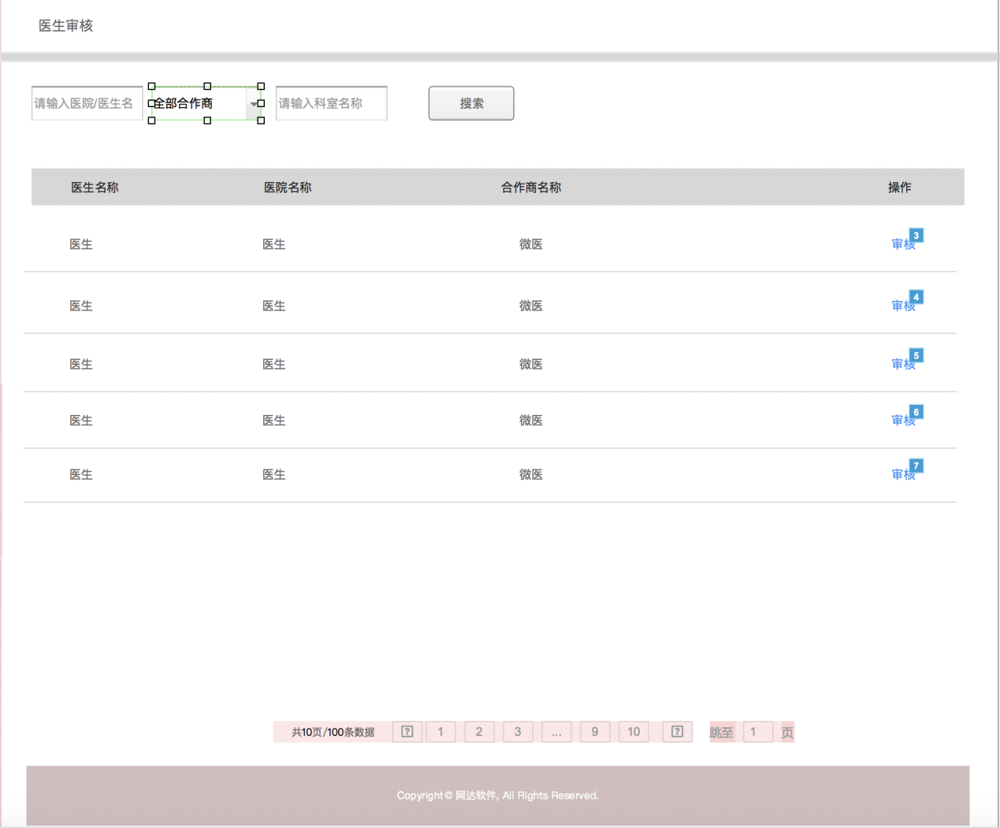 医生审核
请输入医院/医生名 全部合作商 请输入科室名称 搜索
医生名称 医院名称 合作商名称 操作
医生 医生 微医 审核 3
医生 医生 微医 审核 4
医生 医生 微医 审核 5
医生 医生 微医 审核 6
医生 医生 微医 审核 7
共10页/100条数据 ? 1 2 3 ... 9 10 ? 跳至 1 页
Copyright© 网达软件, All Rights Reserved.